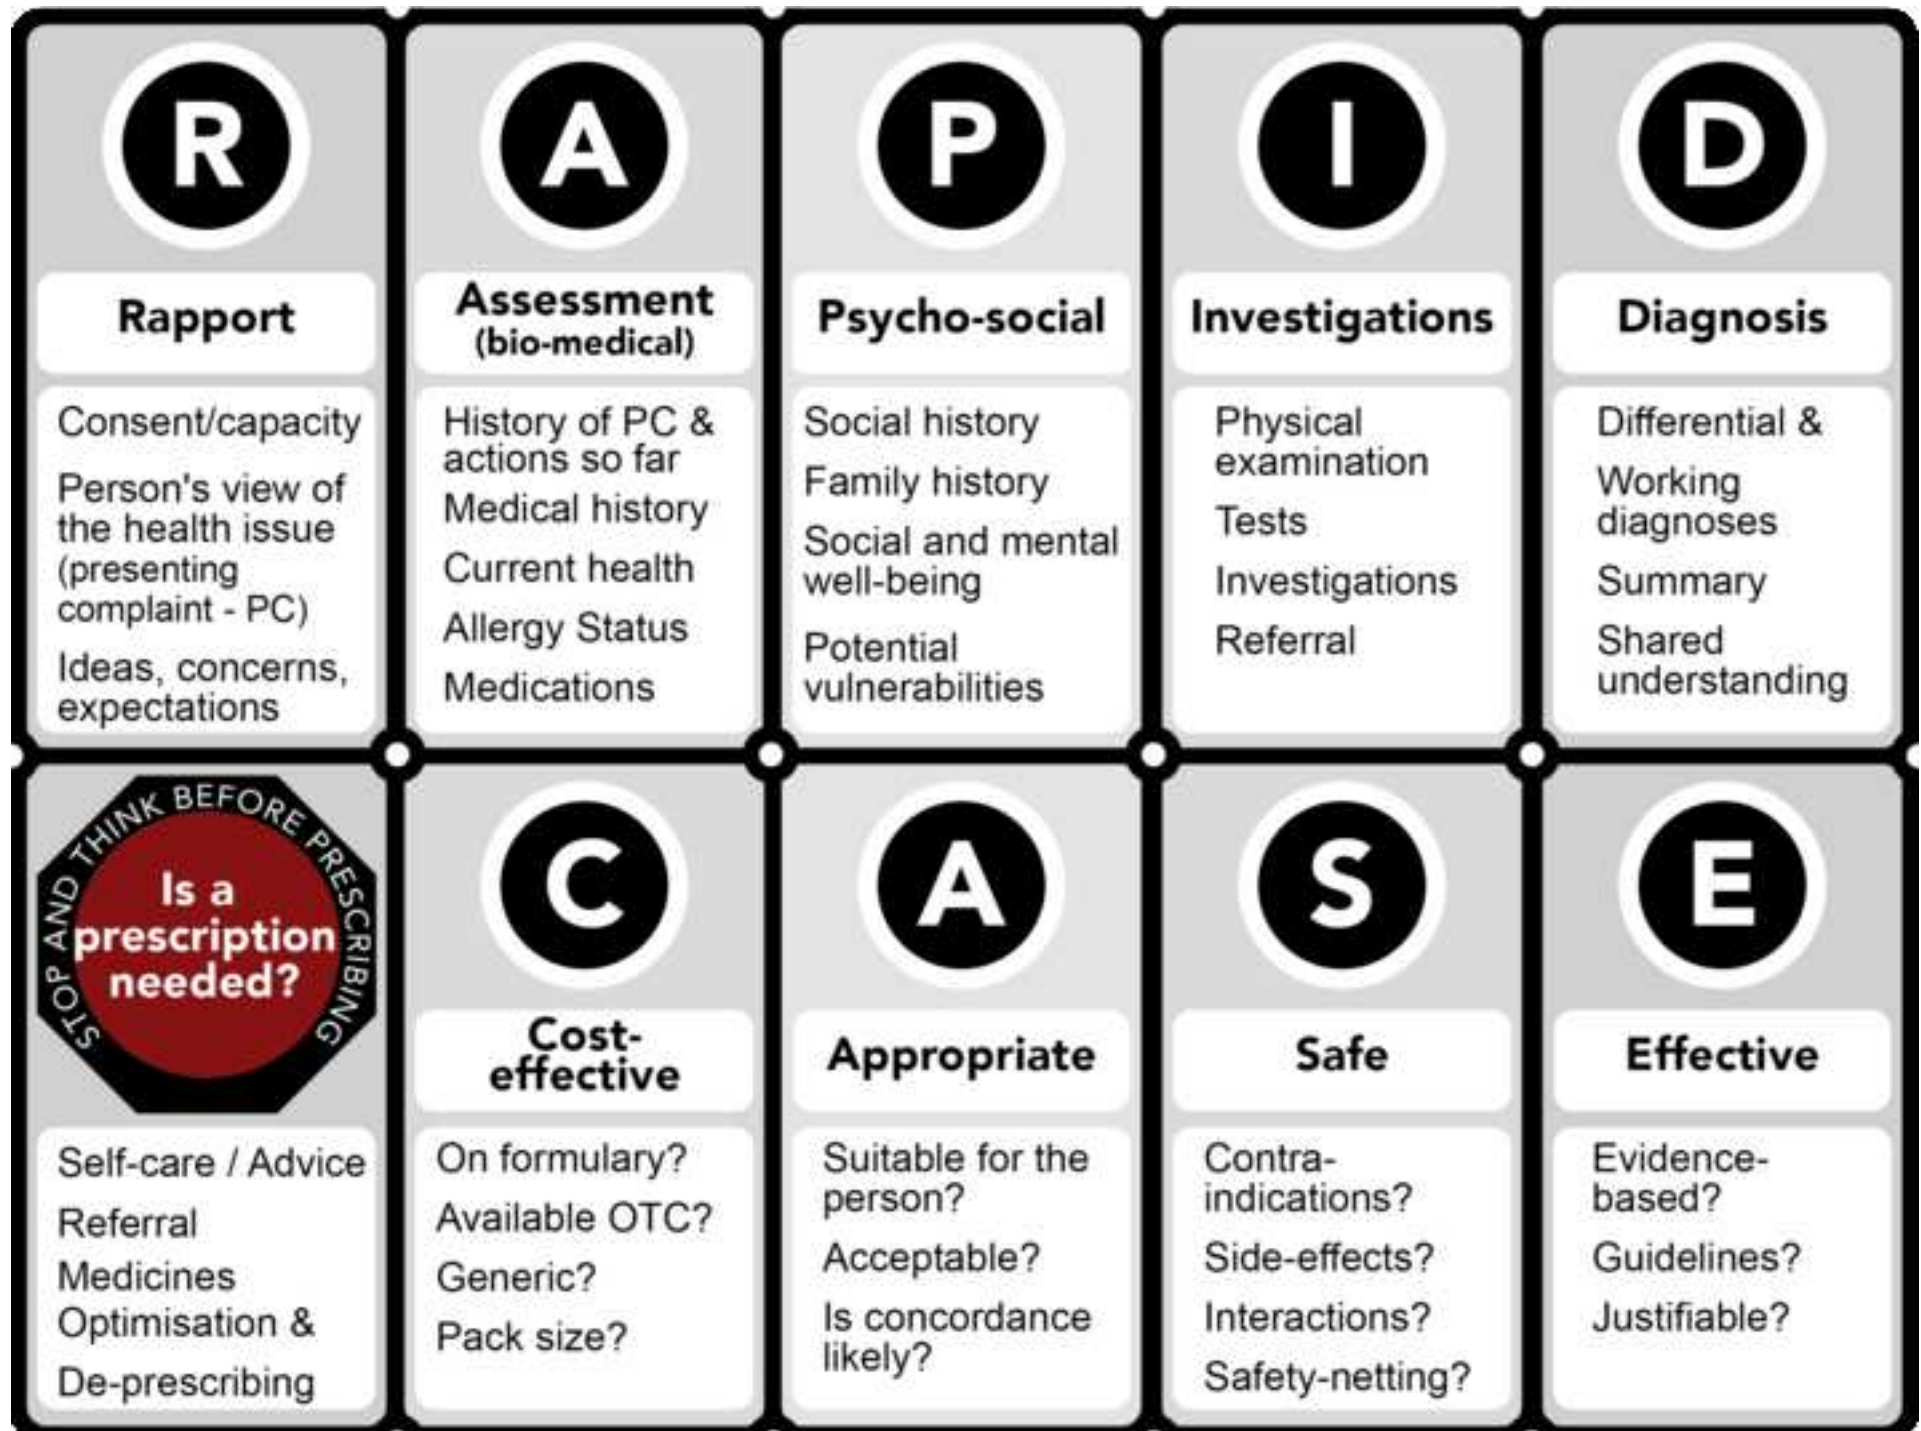 R
Rapport
Consent/capacity
Person's view of
the health issue
(presenting
complaint - PC)
Ideas, concerns,
expectations
A
Assessment
(bio-medical)
History of PC &
actions so far
Medical history
Current health
Allergy Status
Medications
P
Psycho-social
Social history
Family history
Social and mental
well-being
Potential
vulnerabilities
I
Investigations
Physical
examination
Tests
Investigations
Referral
D
Diagnosis
Differential &
Working
diagnoses
Summary
Shared
understanding
STOP AND THINK BEFORE PRESCRIBING
Is a
prescription
needed?
Self-care / Advice
Referral
Medicines
Optimisation &
De-prescribing
C
Cost-
effective
On formulary?
Available OTC?
Generic?
Pack size?
A
Appropriate
Suitable for the
person?
Acceptable?
Is concordance
likely?
S
Safe
Contra-
indications?
Side-effects?
Interactions?
Safety-netting?
E
Effective
Evidence-
based?
Guidelines?
Justifiable?